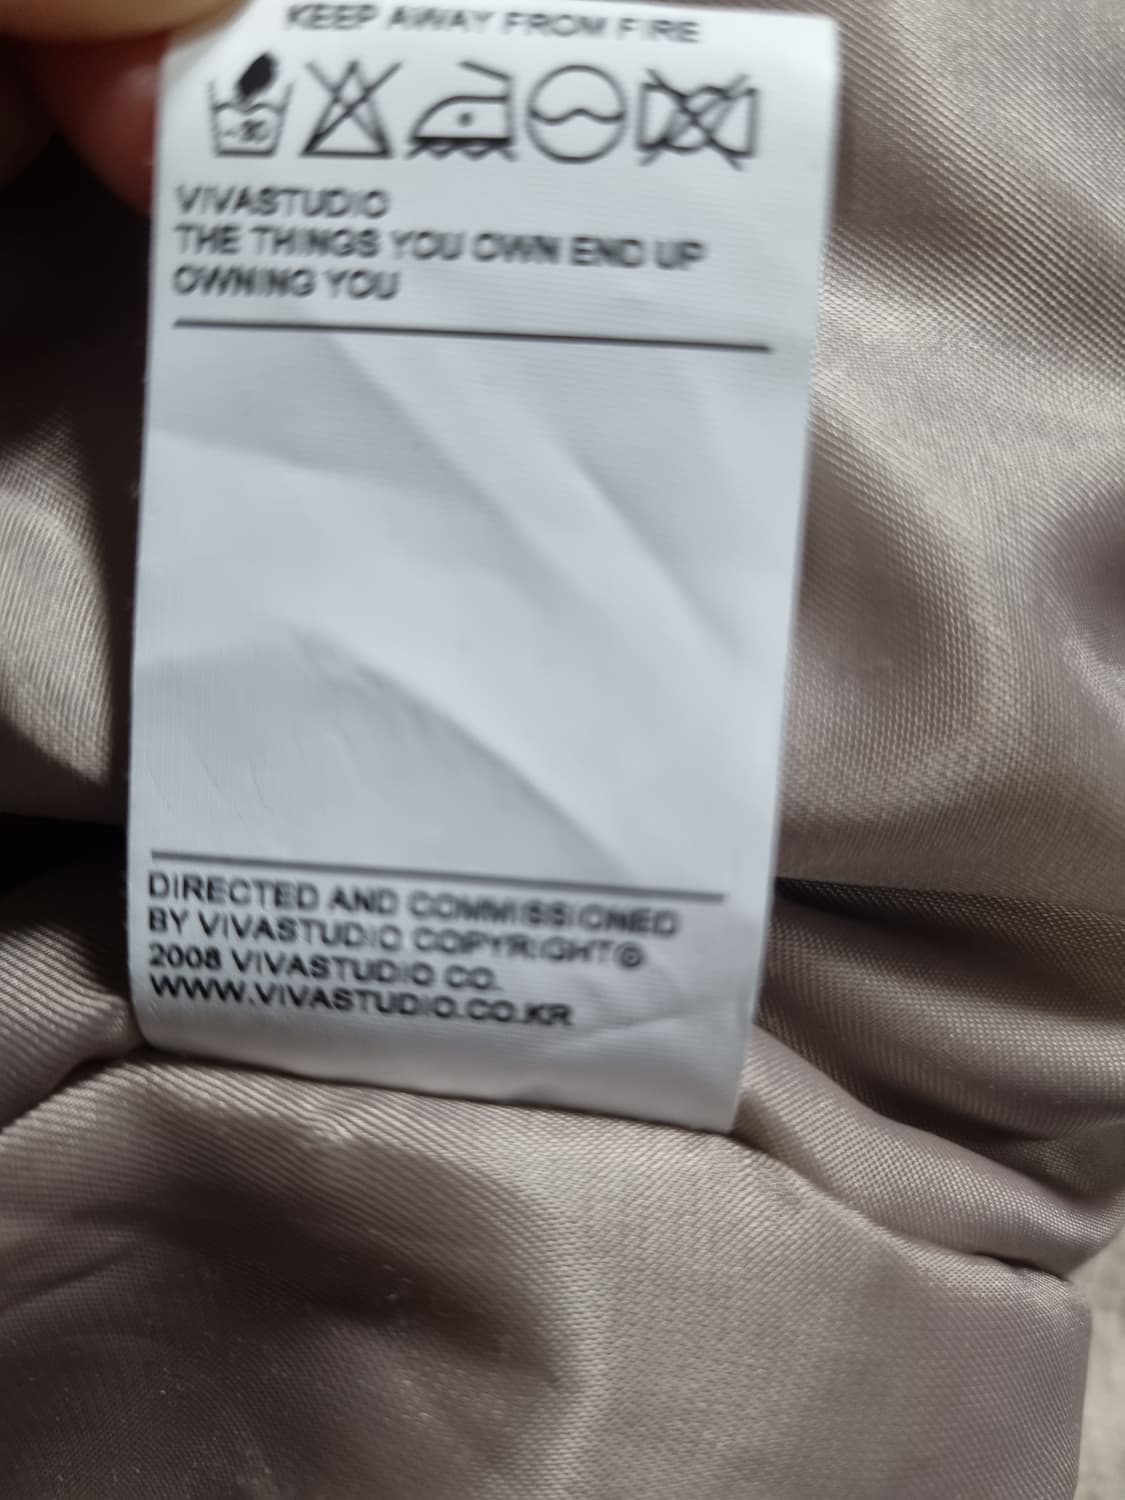 KEEP AWAY FROM FIRE
VIVASTUDIO
THE THINGS YOU OWN END UP
OWNING YOU
DIRECTED AND COMMISSIONED
BY VIVASTUDIO COPYRIGHT©
2008 VIVASTUDIO CO.
WWW.VIVASTUDIO.CO.KR